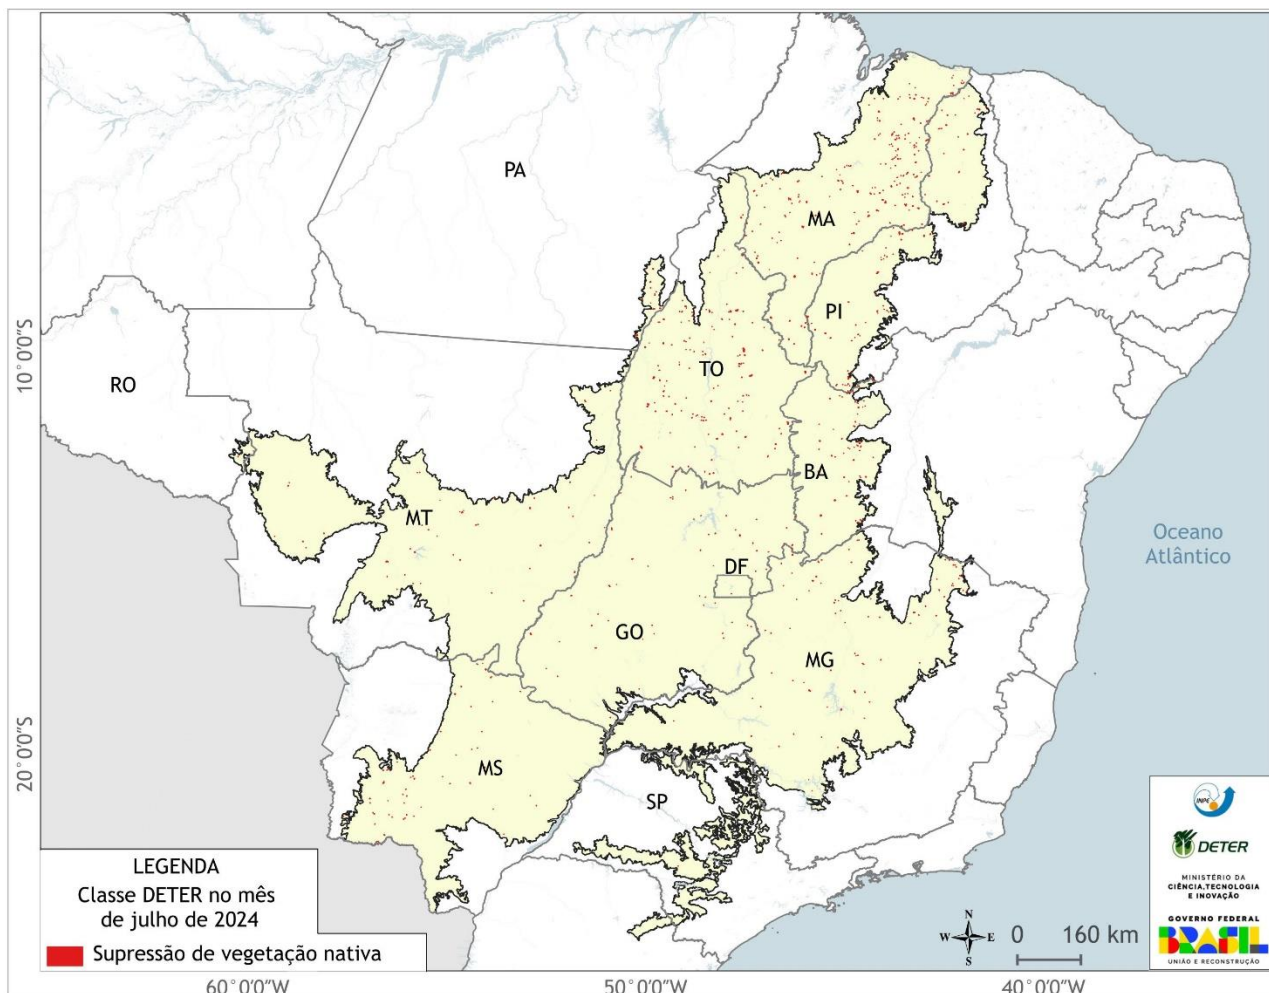 PA
MA
PI
RO
TO
BA
MT
Oceano
Atlântico
DF
GO
MG
MS
SP
10°0'0"S
20°0'0"S
60°0'0"W
50°0'0"W
40°0'0"W
LEGENDA
Classe DETER no mês
de julho de 2024
Supressão de vegetação nativa
N
W
E
S
0 160 km
INPE
DETER
MINISTÉRIO DA
CIÊNCIA, TECNOLOGIA
E INOVAÇÃO
GOVERNO FEDERAL
BRASIL
UNIÃO E RECONSTRUÇÃO